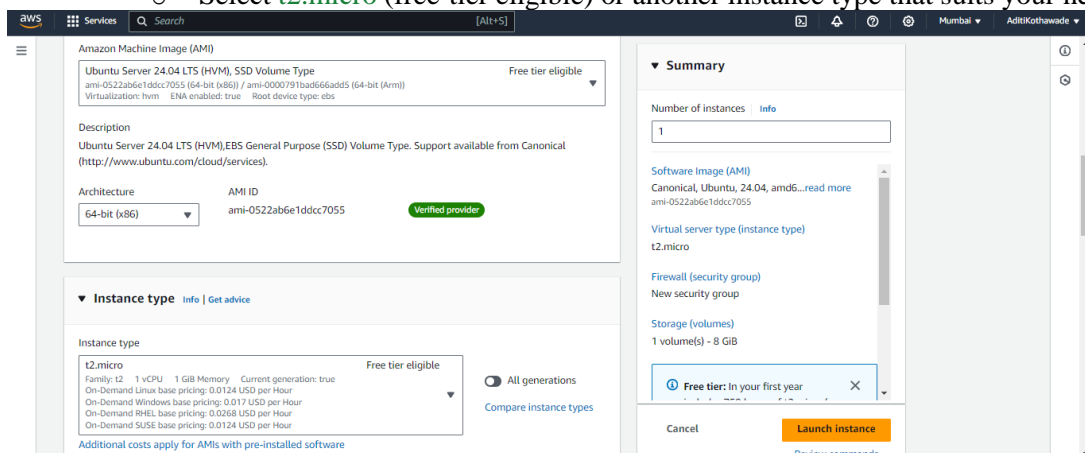 Select t2.micro (free tier eligible) or another instance type that suits your
aws Services Search [Alt+S] Mumbai AditiKothawade
Amazon Machine Image (AMI)
Ubuntu Server 24.04 LTS (HVM), SSD Volume Type Free tier eligible
ami-0522ab6e1ddcc7055 (64-bit (x86)) / ami-0000791bad666add5 (64-bit (Arm))
Virtualization: hvm ENA enabled: true Root device type: ebs
Description
Ubuntu Server 24.04 LTS (HVM),EBS General Purpose (SSD) Volume Type. Support available from Canonical
(http://www.ubuntu.com/cloud/services).
Architecture AMI ID
64-bit (x86) ami-0522ab6e1ddcc7055 Verified provider
Instance type Info | Get advice
Instance type
t2.micro Free tier eligible
Family: t2 1 vCPU 1 GiB Memory Current generation: true
On-Demand Linux base pricing: 0.0124 USD per Hour
On-Demand Windows base pricing: 0.017 USD per Hour
On-Demand RHEL base pricing: 0.0268 USD per Hour
On-Demand SUSE base pricing: 0.0124 USD per Hour
All generations
Compare instance types
Additional costs apply for AMIs with pre-installed software
Summary
Number of instances Info
1
Software Image (AMI)
Canonical, Ubuntu, 24.04, amd6...read more
ami-0522ab6e1ddcc7055
Virtual server type (instance type)
t2.micro
Firewall (security group)
New security group
Storage (volumes)
1 volume(s) - 8 GiB
Free tier: In your first year
Cancel Launch instance